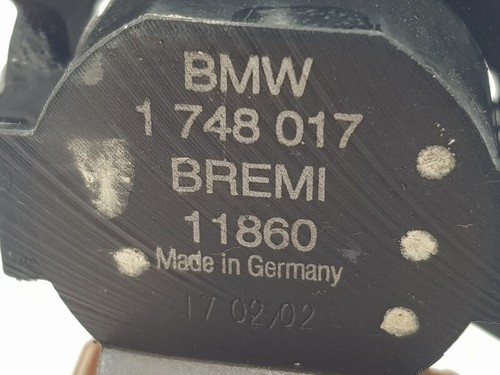 BMW
1 748 017
BREMI
11860
Made in Germany
17 02/02